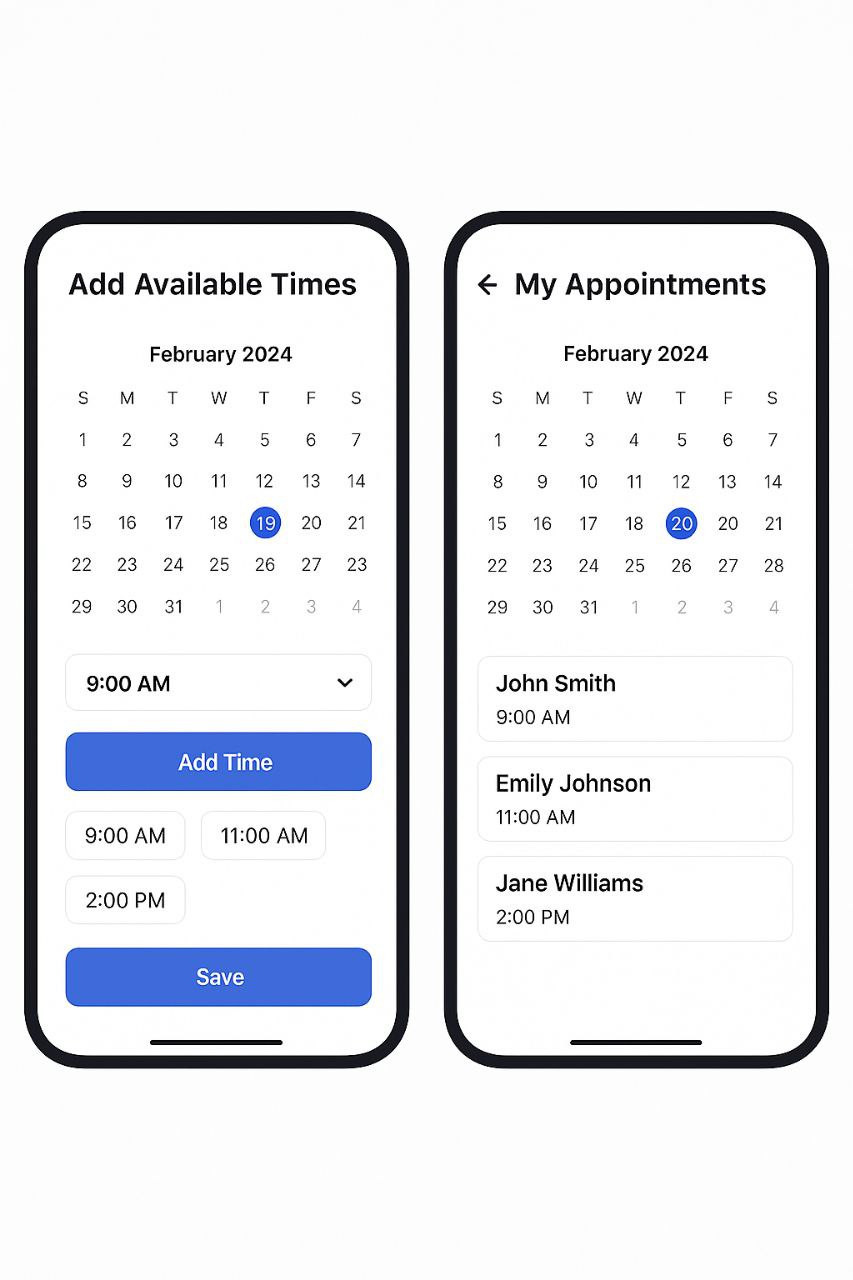 Add Available Times
February 2024
S M T W T F S
1 2 3 4 5 6 7
8 9 10 11 12 13 14
15 16 17 18 19 20 21
22 23 24 25 26 27 23
29 30 31 1 2 3 4
9:00 AM
Add Time
9:00 AM 11:00 AM
2:00 PM
Save
My Appointments
February 2024
S M T W T F S
1 2 3 4 5 6 7
8 9 10 11 12 13 14
15 16 17 18 20 20 21
22 23 24 25 26 27 28
29 30 31 1 2 3 4
John Smith
9:00 AM
Emily Johnson
11:00 AM
Jane Williams
2:00 PM